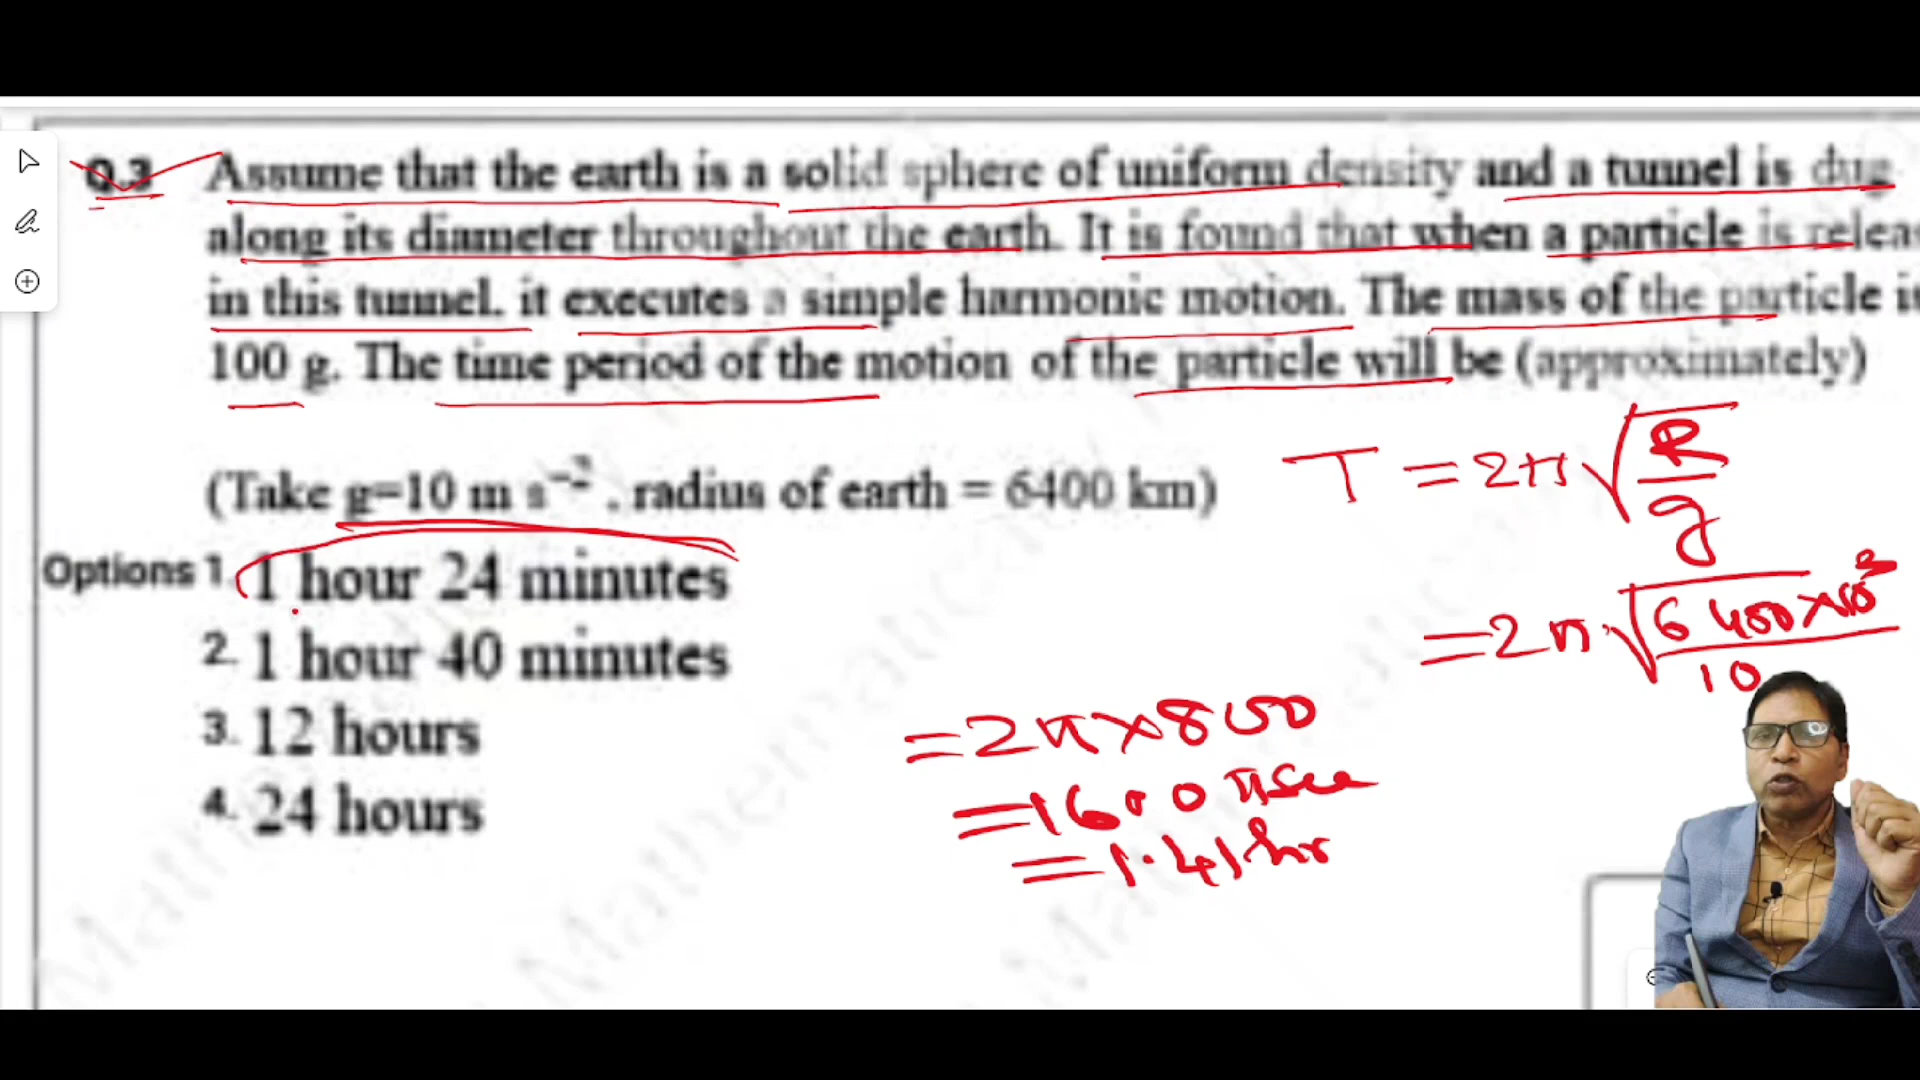 Q.3 Assume that the earth is a solid sphere of uniform density and a tunnel is dug
along its diameter throughout the earth. It is found that when a particle is releas
in this tunnel. it executes a simple harmonic motion. The mass of the particle is
100 g. The time period of the motion of the particle will be (approximately)
T = 2π√R/g
(Take g=10 m s⁻² . radius of earth = 6400 km)
Options 1. 1 hour 24 minutes
= 2π √6400×10³/10
2. 1 hour 40 minutes
3. 12 hours
= 2π×800
4. 24 hours
= 1600 π sec
= 1.41 hr
Mathematica